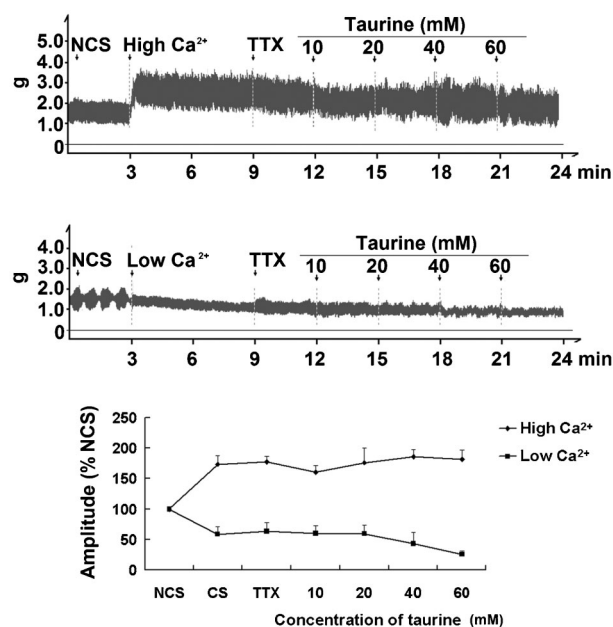 Taurine (mM)
NCS High Ca²⁺ TTX 10 20 40 60
5.0
4.0
3.0
2.0
1.0
0
g
3 6 9 12 15 18 21 24 min
Taurine (mM)
NCS Low Ca²⁺ TTX 10 20 40 60
4.0
3.0
2.0
1.0
0
g
3 6 9 12 15 18 21 24 min
250
200
150
100
50
0
Amplitude (% NCS)
High Ca²⁺
Low Ca²⁺
NCS CS TTX 10 20 40 60
Concentration of taurine (mM)